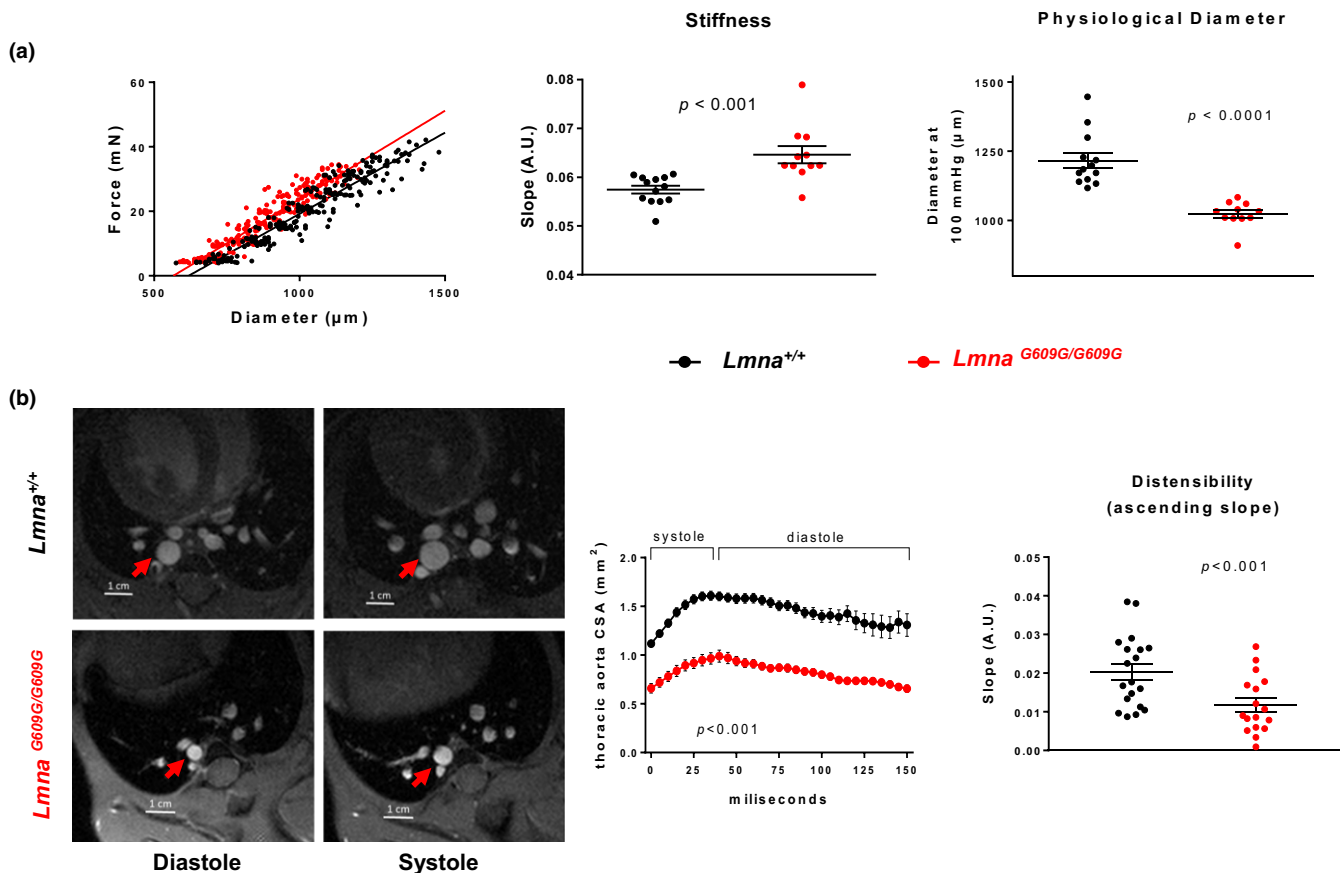 (a)
Force (mN)
60
40
20
0
500
1000
1500
Diameter (µm)
Stiffness
Slope (A.U.)
0.08
0.07
0.06
0.05
0.04
p < 0.001
Physiological Diameter
Diameter at
100 mmHg (µm)
1500
1250
1000
p < 0.0001
Lmna+/+
Lmna G609G/G609G
(b)
Lmna+/+
1 cm
1 cm
Lmna G609G/G609G
1 cm
1 cm
Diastole
Systole
thoracic aorta CSA (mm2)
systole
diastole
2.0
1.5
1.0
0.5
0.0
p<0.001
0
25
50
75
100
125
150
miliseconds
Distensibility
(ascending slope)
Slope (A.U.)
0.05
0.04
0.03
0.02
0.01
0.00
p<0.001